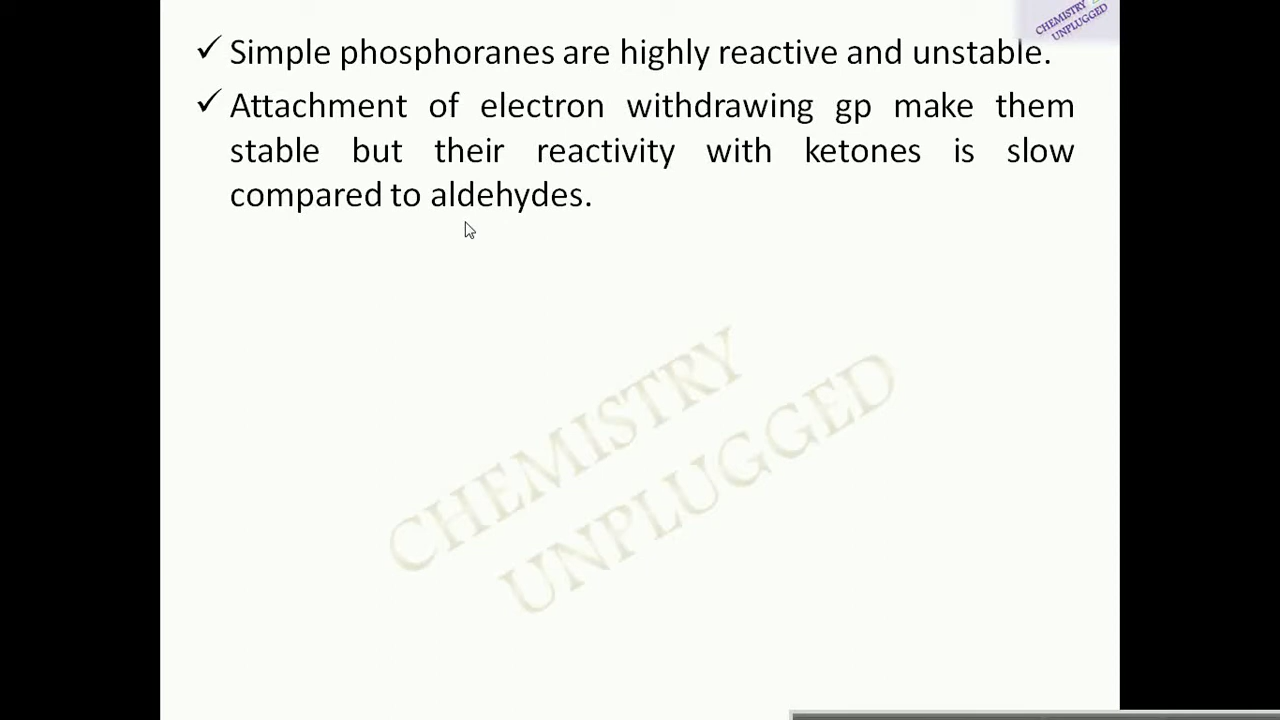 CHEMISTRY
UNPLUGGED
✓ Simple phosphoranes are highly reactive and unstable.
✓ Attachment of electron withdrawing gp make them
stable but their reactivity with ketones is slow
compared to aldehydes.
CHEMISTRY
UNPLUGGED